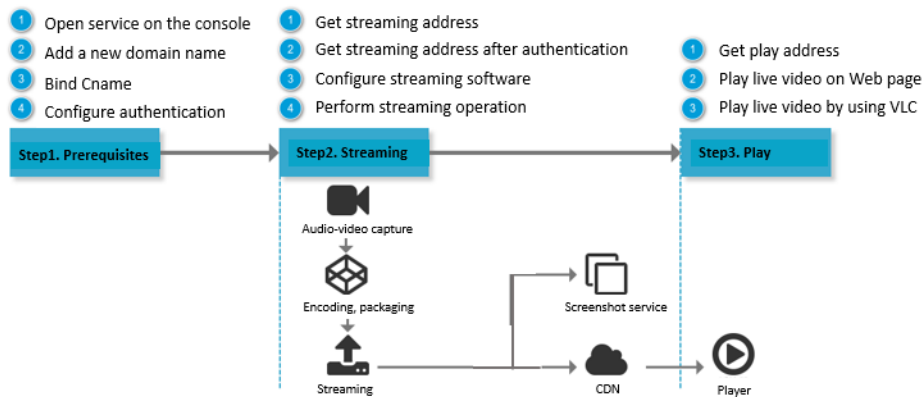 1 Open service on the console
2 Add a new domain name
3 Bind Cname
4 Configure authentication
1 Get streaming address
2 Get streaming address after authentication
3 Configure streaming software
4 Perform streaming operation
1 Get play address
2 Play live video on Web page
3 Play live video by using VLC
Step1. Prerequisites
Step2. Streaming
Step3. Play
Audio-video capture
Encoding, packaging
Screenshot service
Streaming
CDN
Player